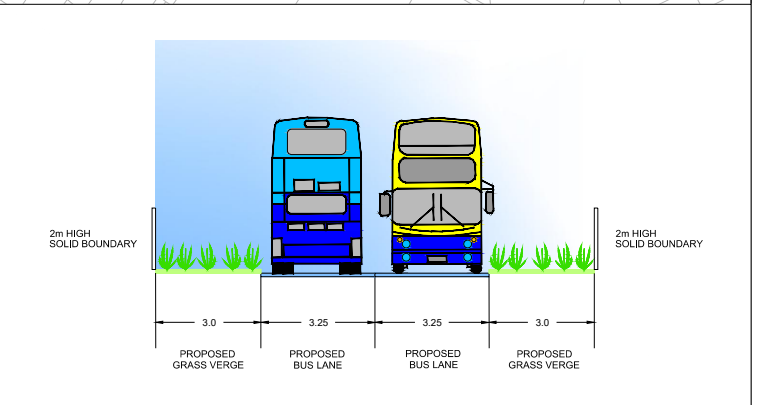 2m HIGH
SOLID BOUNDARY
2m HIGH
SOLID BOUNDARY
3.0
3.25
3.25
3.0
PROPOSED
GRASS VERGE
PROPOSED
BUS LANE
PROPOSED
BUS LANE
PROPOSED
GRASS VERGE